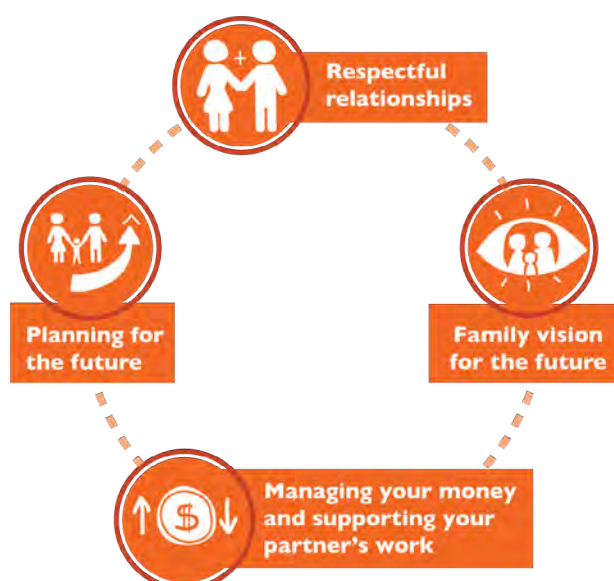 Respectful
relationships
Planning for
the future
Family vision
for the future
$
Managing your money
and supporting your
partner's work